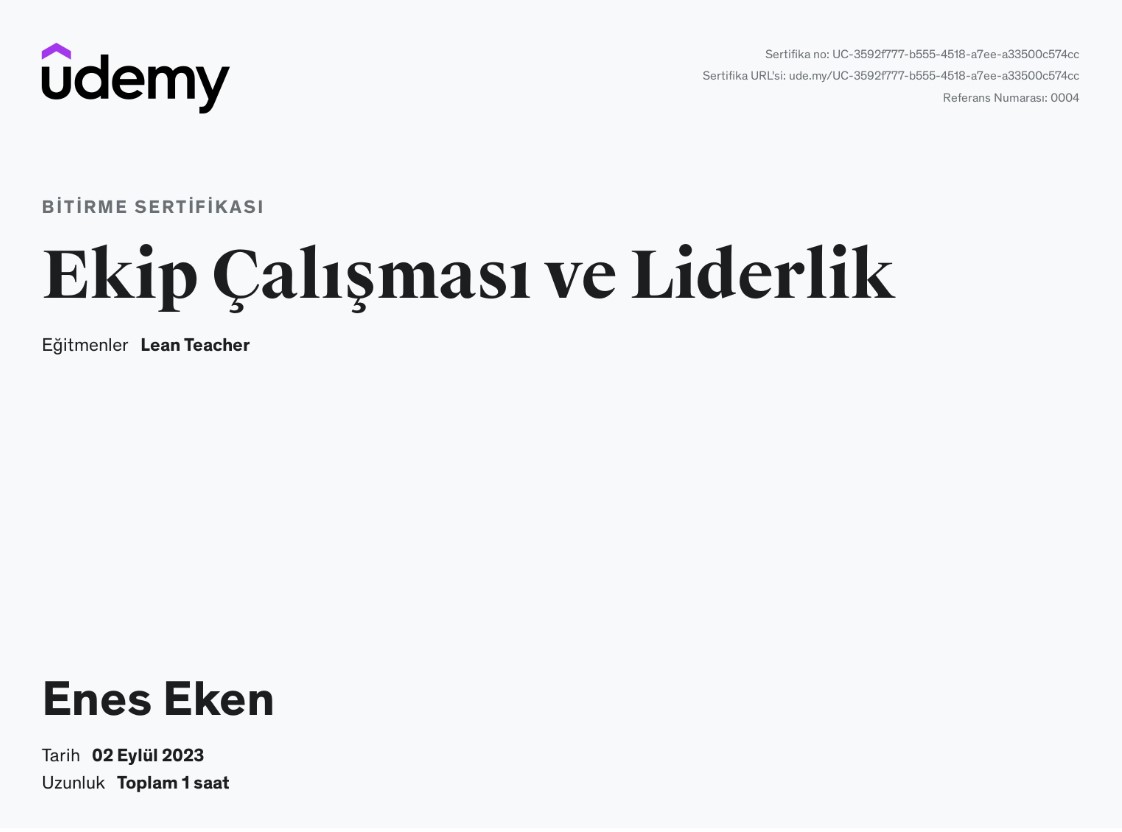 udemy
Sertifika no: UC-3592f777-b555-4518-a7ee-a33500c574cc
Sertifika URL'si: ude.my/UC-3592f777-b555-4518-a7ee-a33500c574cc
Referans Numarası: 0004
BİTİRME SERTİFİKASI
Ekip Çalışması ve Liderlik
Eğitmenler Lean Teacher
Enes Eken
Tarih 02 Eylül 2023
Uzunluk Toplam 1 saat